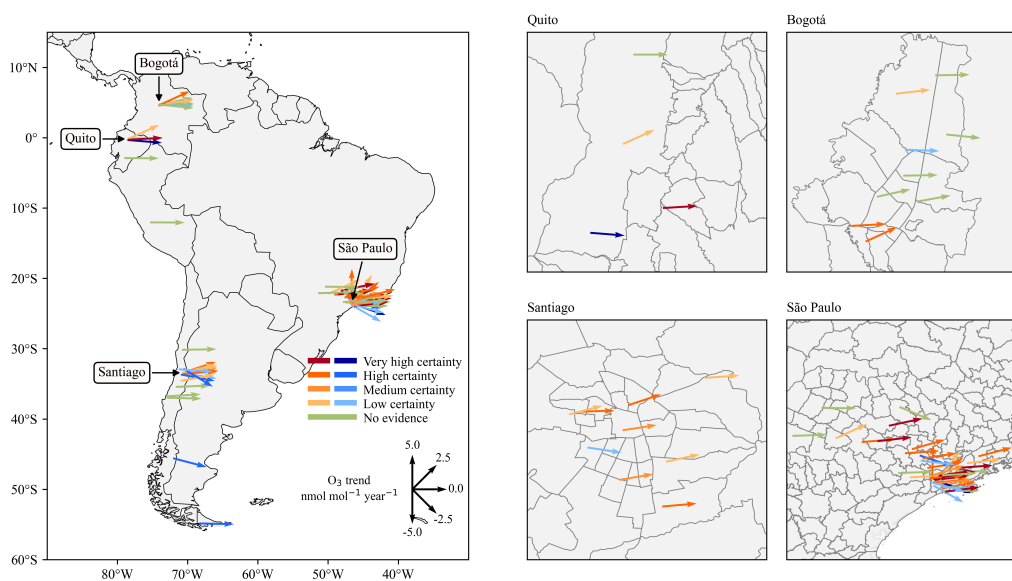 Quito
Bogotá
10°N
0°
10°S
20°S
30°S
40°S
50°S
60°S
80°W
70°W
60°W
50°W
40°W
Bogotá
Quito
São Paulo
Santiago
Very high certainty
High certainty
Medium certainty
Low certainty
No evidence
O₃ trend
nmol mol⁻¹ year⁻¹
5.0
2.5
0.0
-2.5
-5.0
Santiago
São Paulo